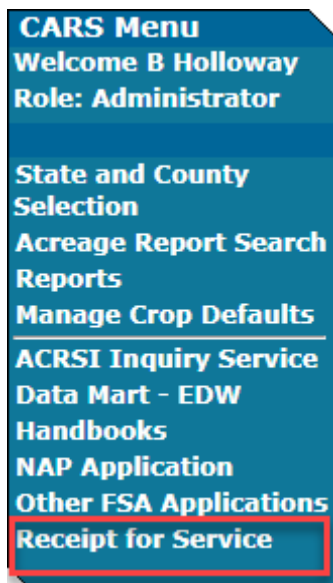 CARS Menu
Welcome B Holloway
Role: Administrator
State and County
Selection
Acreage Report Search
Reports
Manage Crop Defaults
ACRSI Inquiry Service
Data Mart - EDW
Handbooks
NAP Application
Other FSA Applications
Receipt for Service